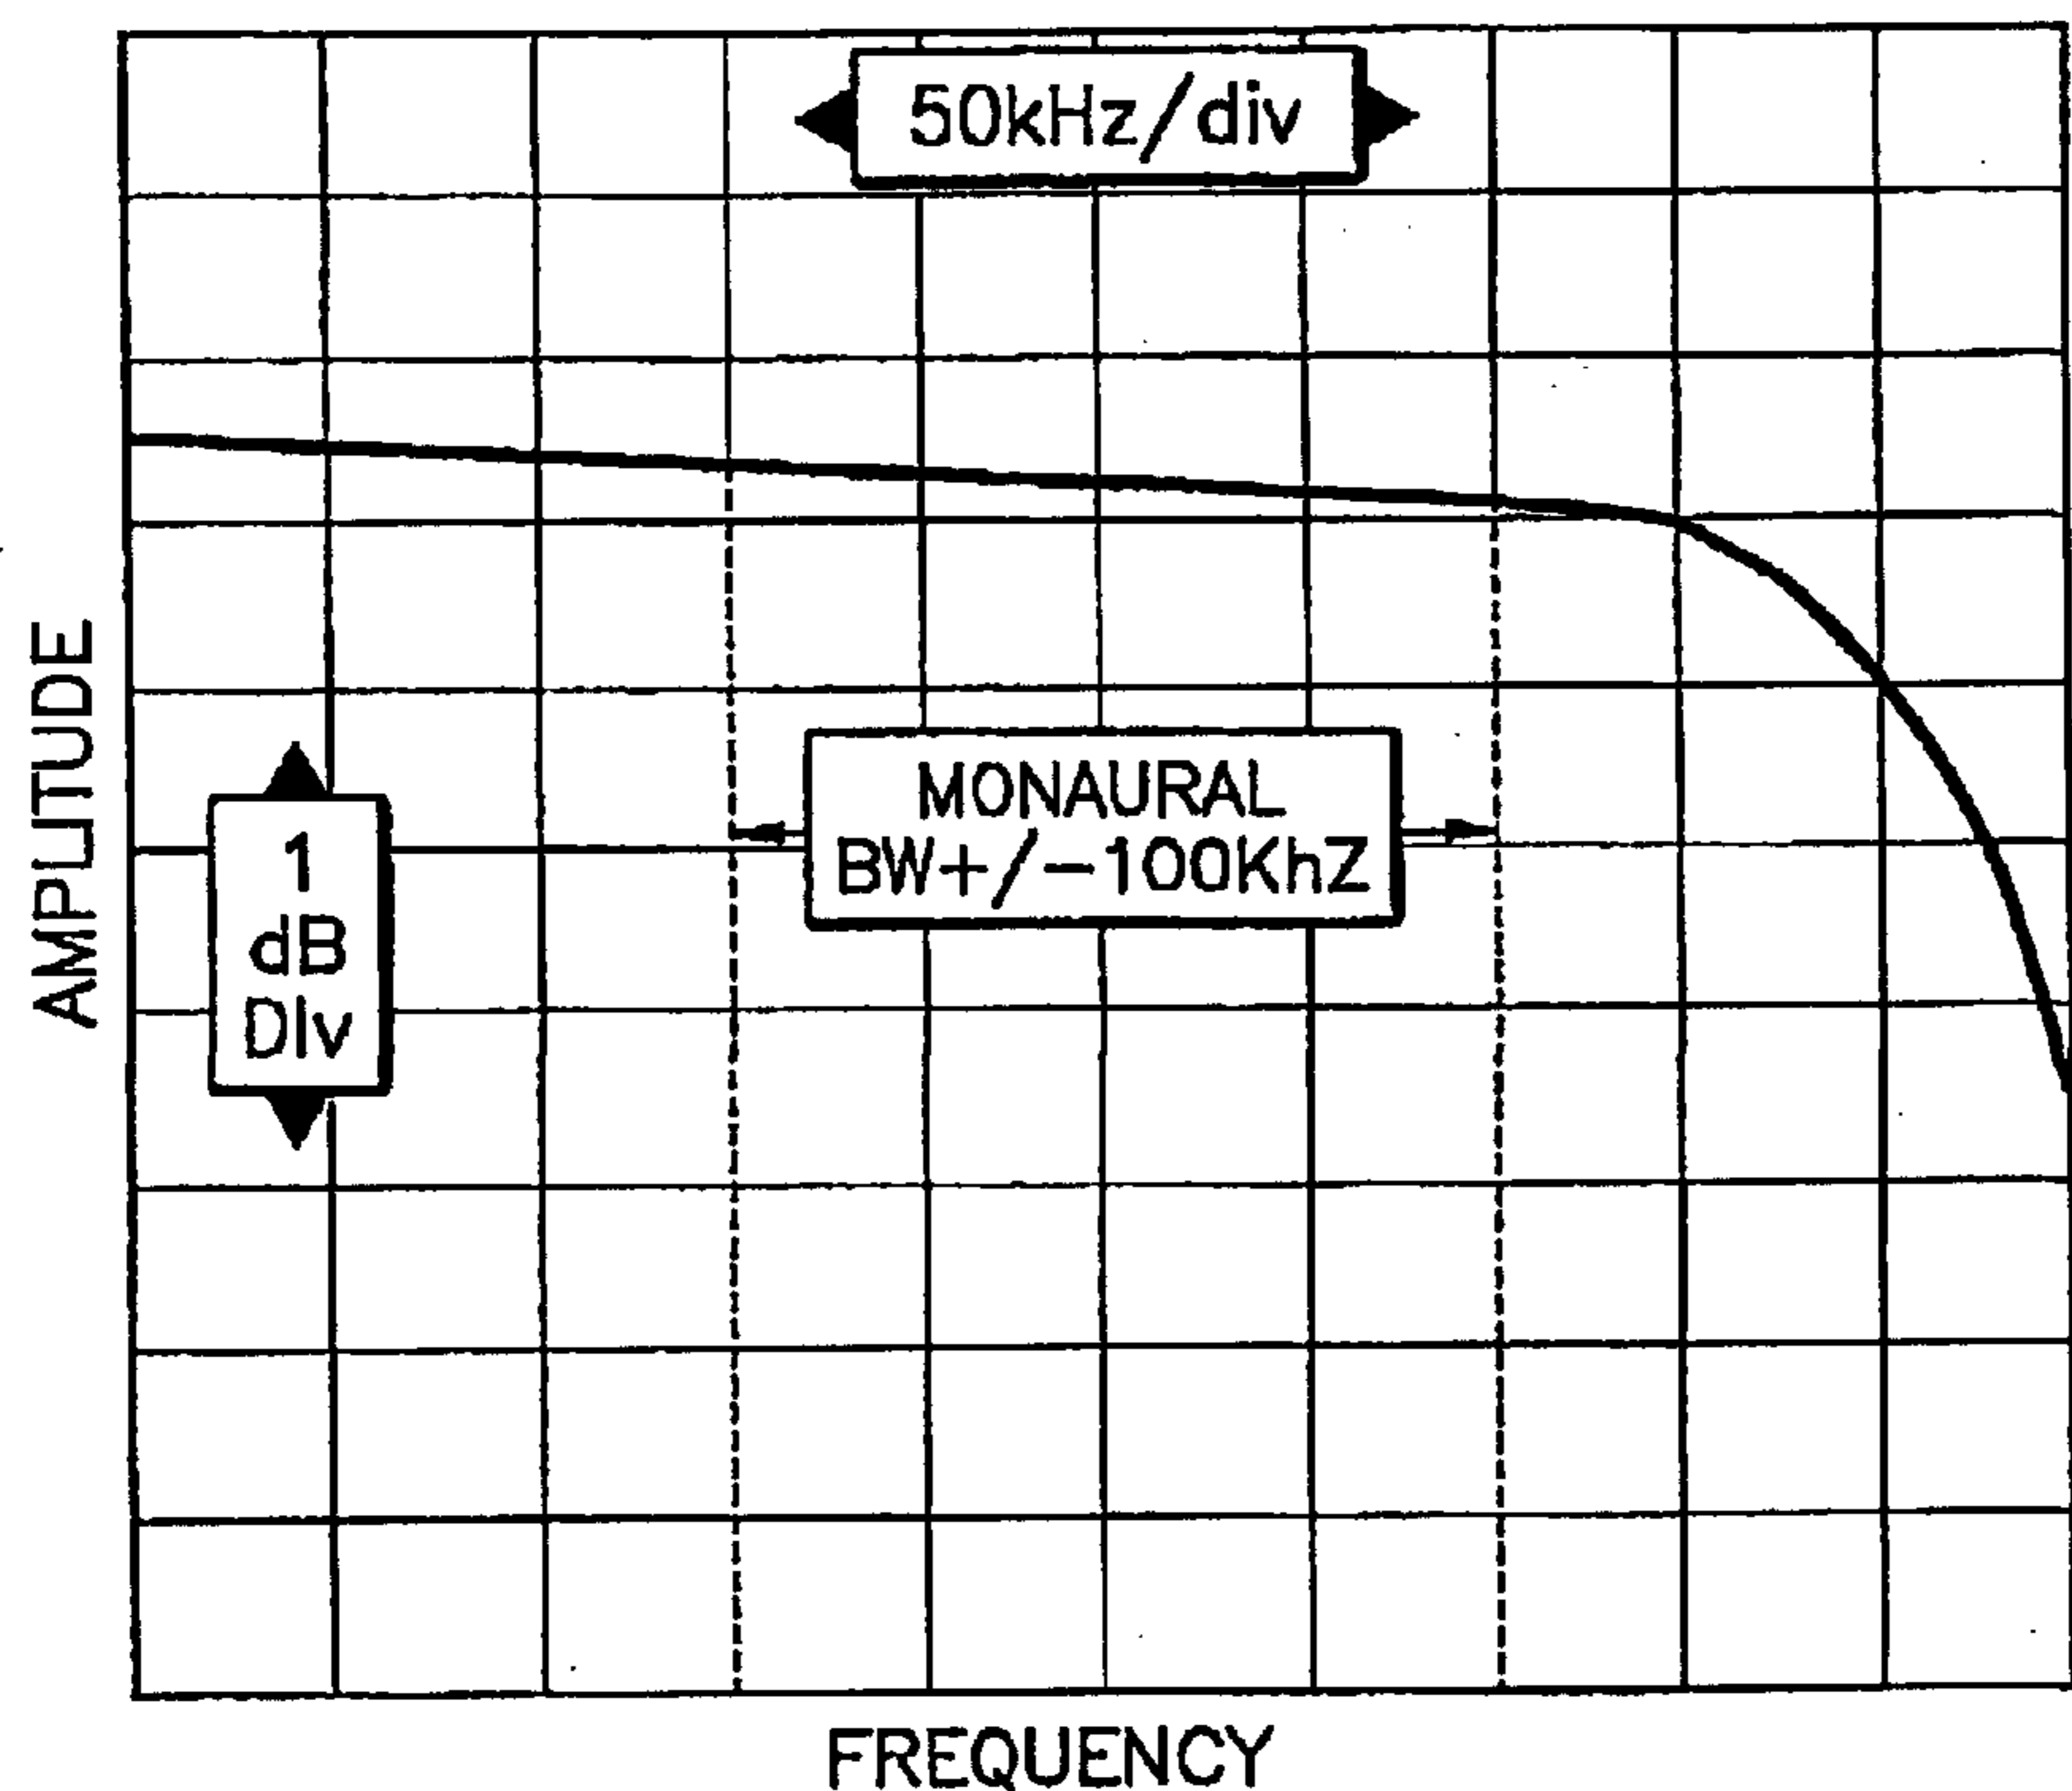 50kHz/div
AMPLITUDE
MONAURAL
BW+/-100KhZ
1
dB
DIv
FREQUENCY